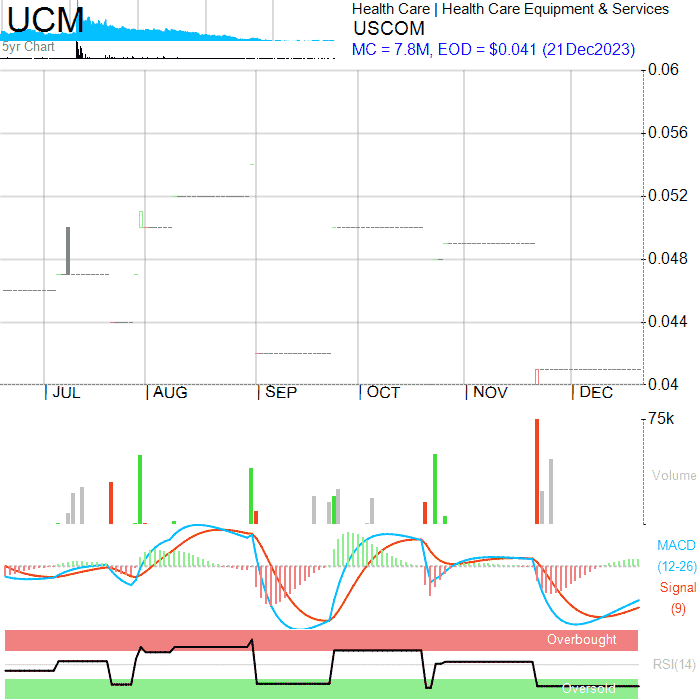 UCM
5yr Chart
Health Care | Health Care Equipment & Services
USCOM
MC = 7.8M, EOD = $0.041 (21Dec2023)
0.06
0.056
0.052
0.048
0.044
0.04
JUL AUG SEP OCT NOV DEC
75k
Volume
MACD
(12-26)
Signal
(9)
Overbought
RSI(14)
Oversold